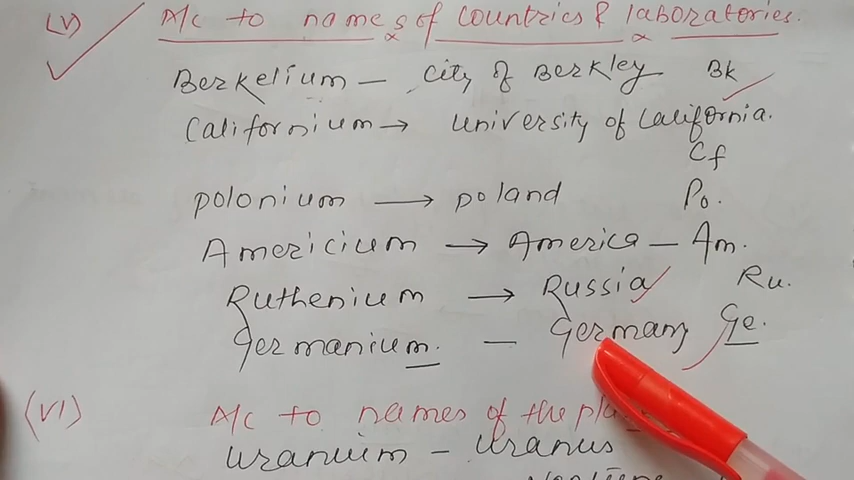 (V) A/C to names of countries & laboratories.
Berkelium — city of Berkley Bk
Californium → University of California.
Cf
polonium → poland Po.
Americium → America — Am.
Ruthenium → Russia Ru.
Germanium. — Germany Ge.
(VI) A/C to names of the
Uranuim — Uranus